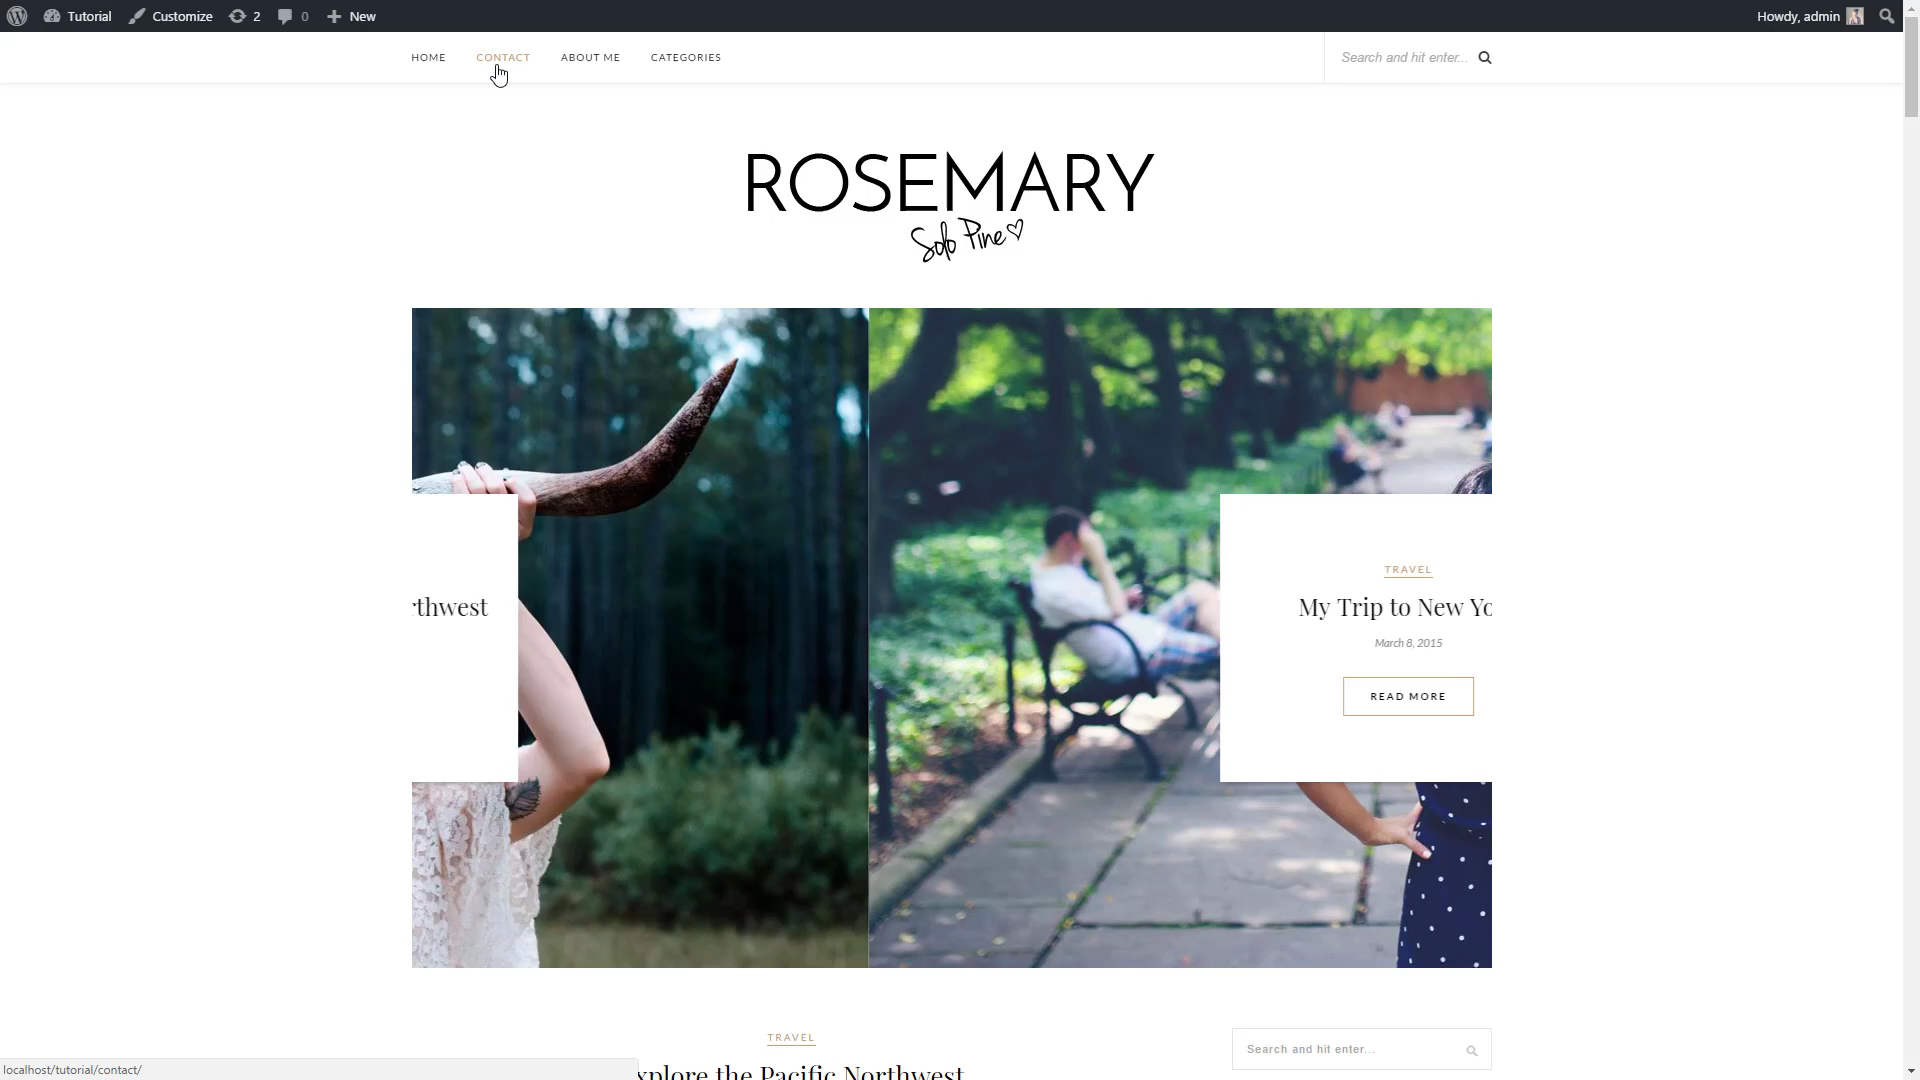 Tutorial Customize 2 0 New Howdy, admin
HOME CONTACT ABOUT ME CATEGORIES Search and hit enter...
ROSEMARY
Solo Pine
rthwest
TRAVEL
My Trip to New Yo
March 8, 2015
READ MORE
TRAVEL
xplore the Pacific Northwest
Search and hit enter...
localhost/tutorial/contact/